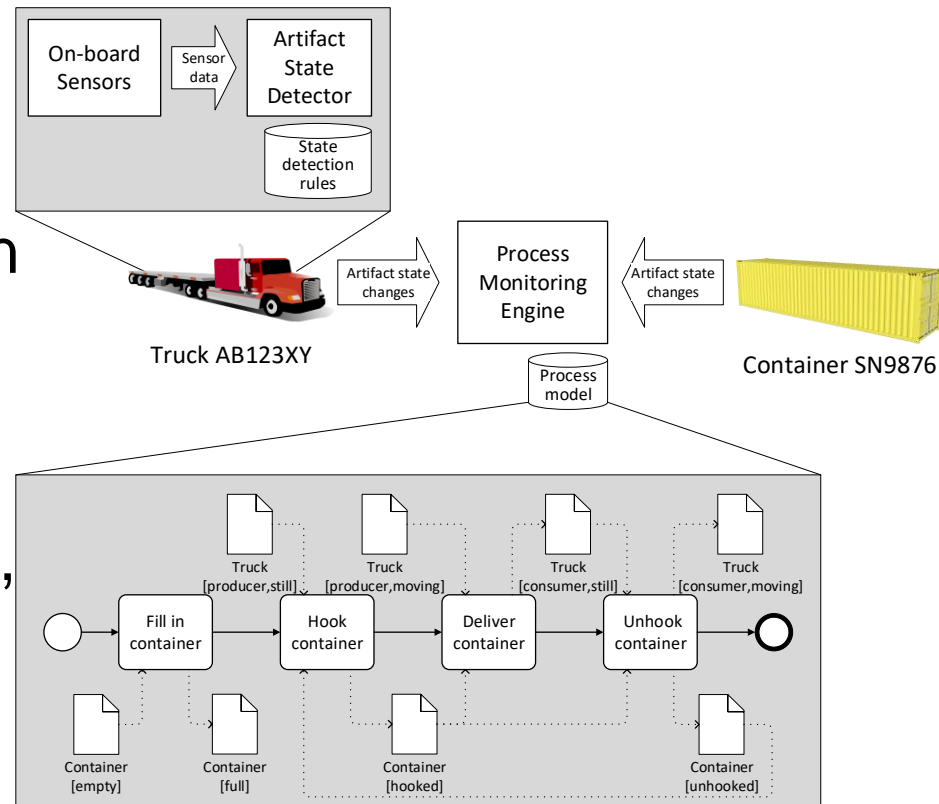 On-board
Sensors
Sensor
data
Artifact
State
Detector
State
detection
rules
n
Artifact state
changes
Process
Monitoring
Engine
Artifact state
changes
Truck AB123XY
Container SN9876
Process
model
,
Truck
[producer,still]
Truck
[producer,moving]
Truck
[consumer,still]
Truck
[consumer,moving]
Fill in
container
Hook
container
Deliver
container
Unhook
container
Container
[empty]
Container
[full]
Container
[hooked]
Container
[unhooked]